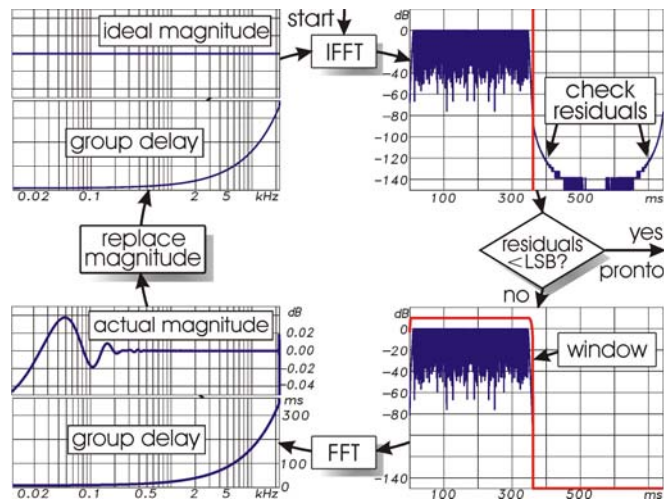 ideal magnitude
start
IFFT
dB
0
-40
-60
-80
-100
-120
-140
100
300
500
ms
check
residuals
group delay
0.02
0.1
2
5
kHz
replace
magnitude
residuals
<LSB?
yes
pronto
no
actual magnitude
dB
0.02
0.00
-0.02
-0.04
ms
300
100
0
group delay
0.02
0.1
0.5
2
5
kHz
FFT
dB
0
-20
-40
-60
-80
-140
100
300
500
ms
window